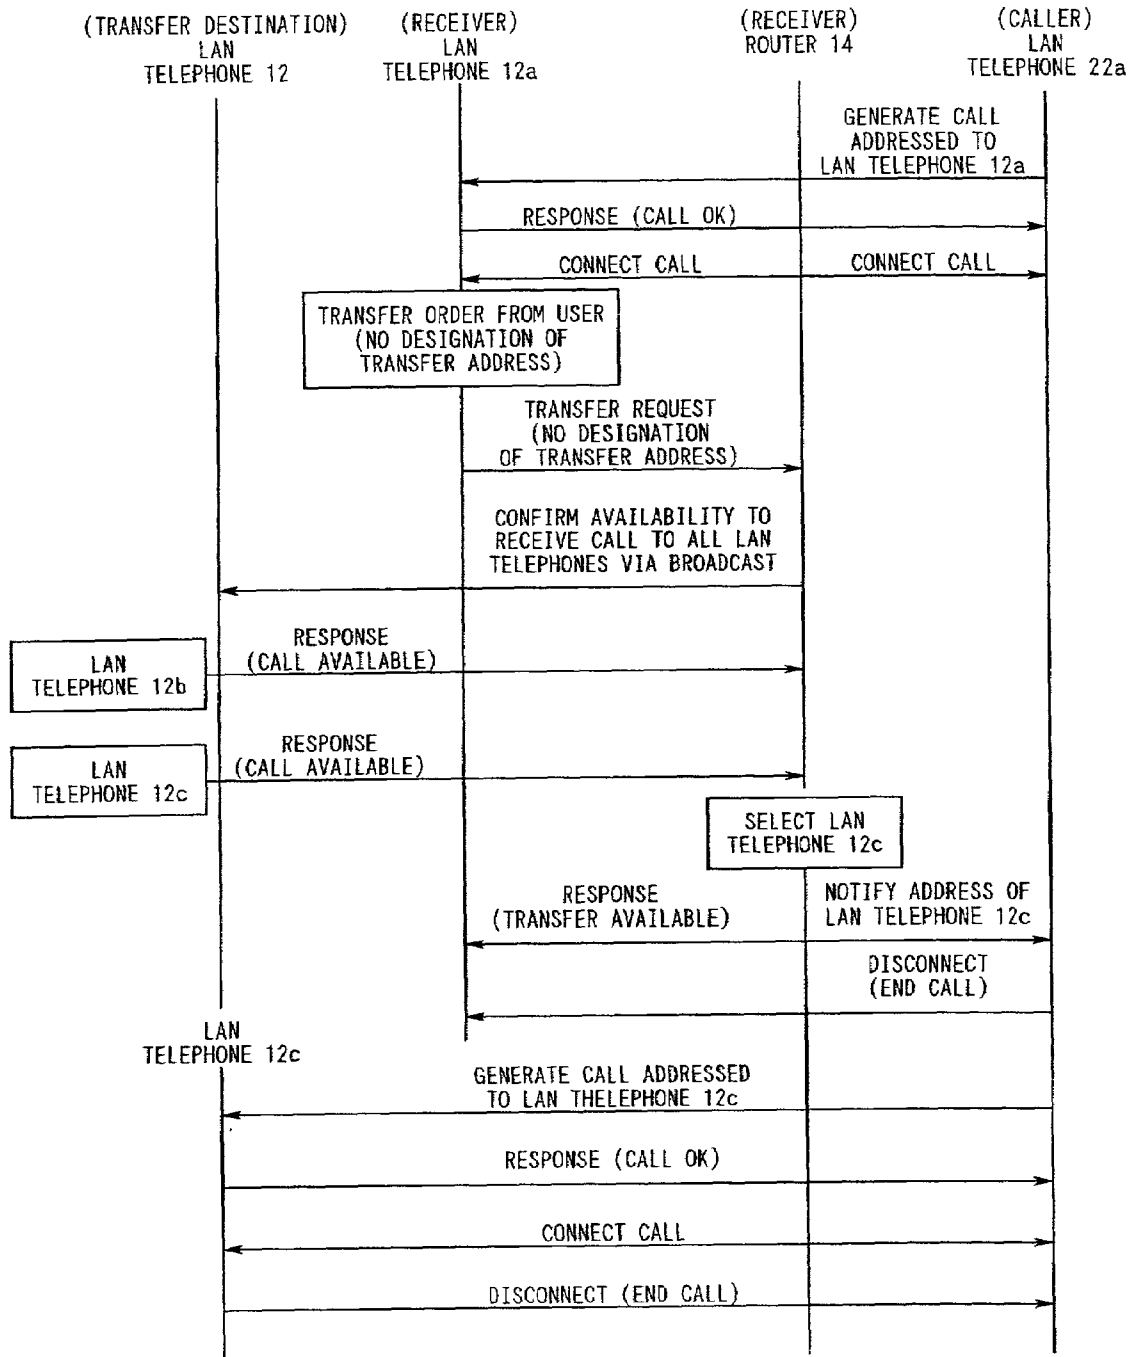 (TRANSFER DESTINATION)
LAN
TELEPHONE 12
(RECEIVER)
LAN
TELEPHONE 12a
(RECEIVER)
ROUTER 14
(CALLER)
LAN
TELEPHONE 22a
GENERATE CALL
ADDRESSED TO
LAN TELEPHONE 12a
RESPONSE (CALL OK)
CONNECT CALL
CONNECT CALL
TRANSFER ORDER FROM USER
(NO DESIGNATION OF
TRANSFER ADDRESS)
TRANSFER REQUEST
(NO DESIGNATION
OF TRANSFER ADDRESS)
CONFIRM AVAILABILITY TO
RECEIVE CALL TO ALL LAN
TELEPHONES VIA BROADCAST
LAN
TELEPHONE 12b
RESPONSE
(CALL AVAILABLE)
LAN
TELEPHONE 12c
RESPONSE
(CALL AVAILABLE)
SELECT LAN
TELEPHONE 12c
RESPONSE
(TRANSFER AVAILABLE)
NOTIFY ADDRESS OF
LAN TELEPHONE 12c
DISCONNECT
(END CALL)
LAN
TELEPHONE 12c
GENERATE CALL ADDRESSED
TO LAN THELEPHONE 12c
RESPONSE (CALL OK)
CONNECT CALL
DISCONNECT (END CALL)